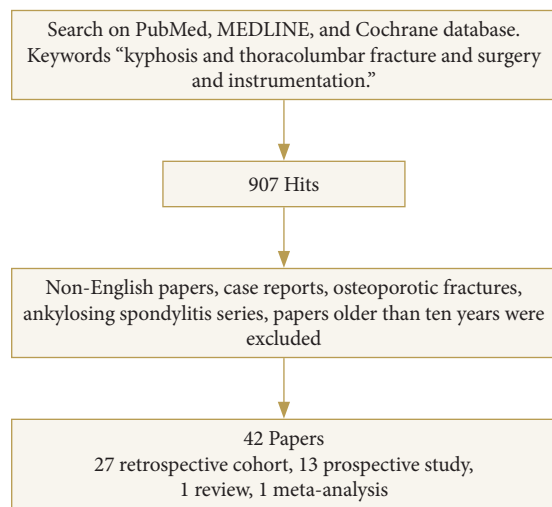 Search on PubMed, MEDLINE, and Cochrane database.
Keywords “kyphosis and thoracolumbar fracture and surgery
and instrumentation.”
907 Hits
Non-English papers, case reports, osteoporotic fractures,
ankylosing spondylitis series, papers older than ten years were
excluded
42 Papers
27 retrospective cohort, 13 prospective study,
1 review, 1 meta-analysis